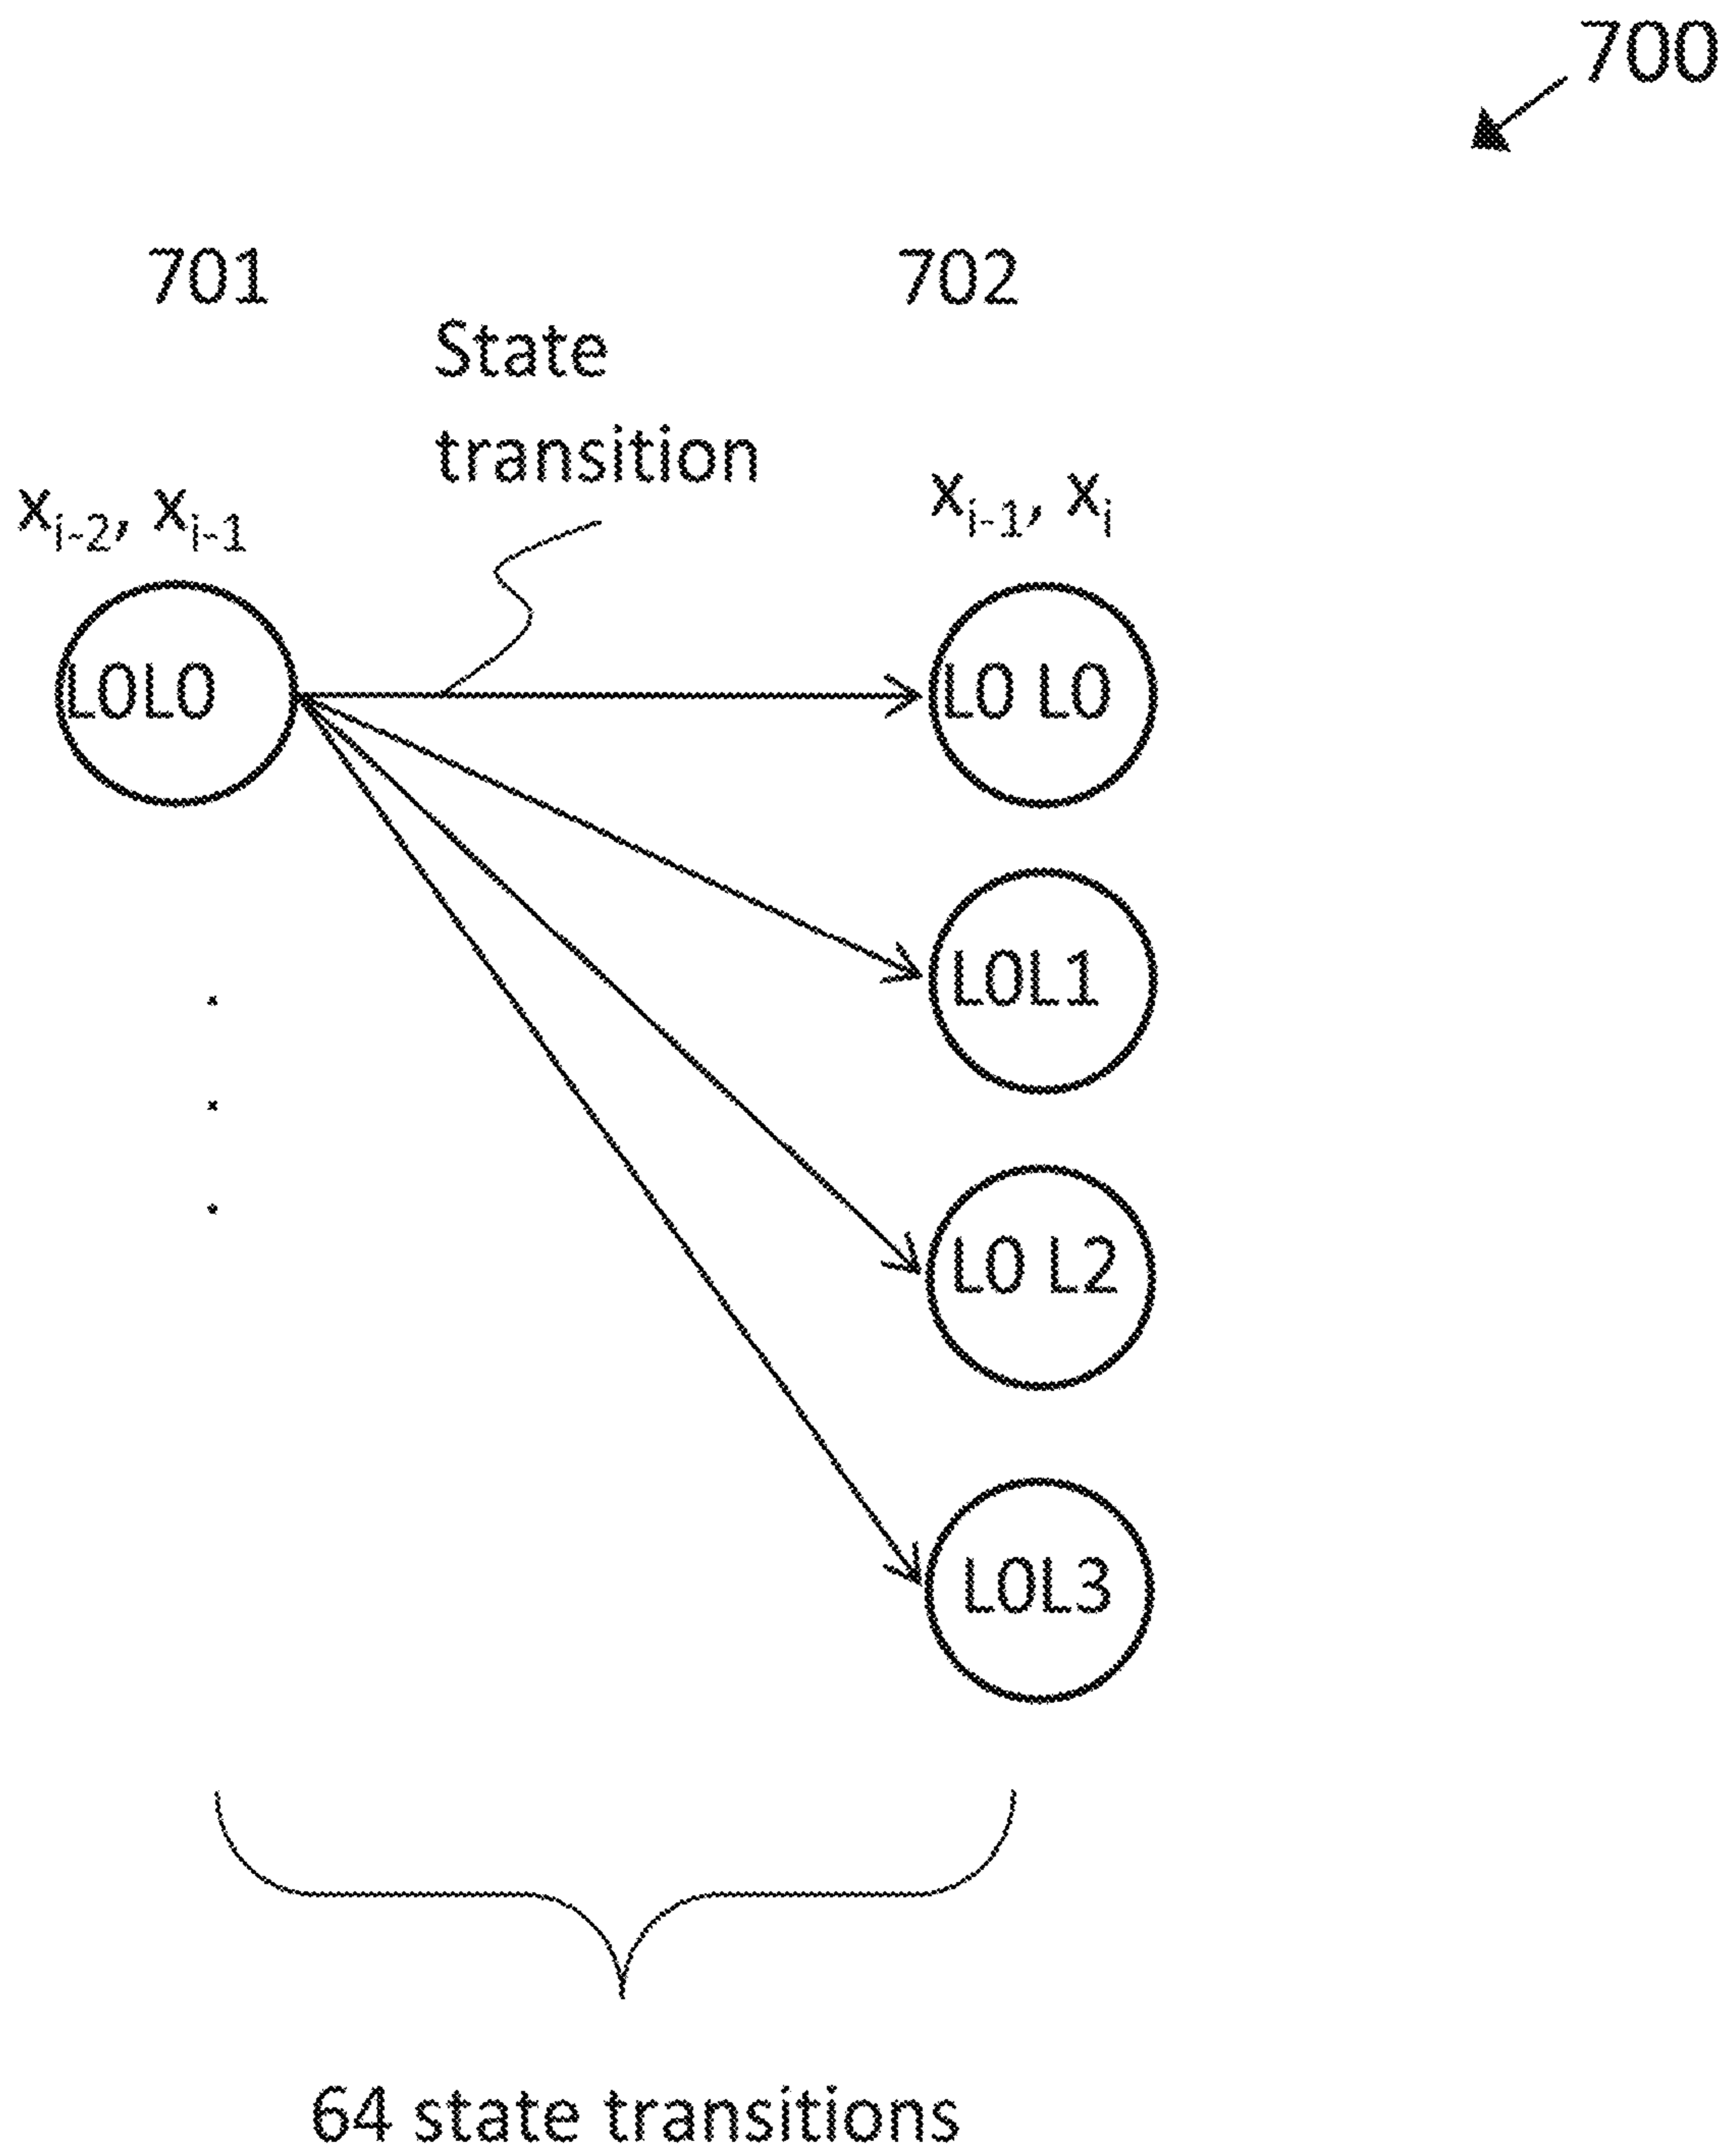 700
701
702
State
transition
xi-2, xi-1
xi-1, xi
L0L0
L0 L0
L0L1
L0 L2
L0L3
64 state transitions